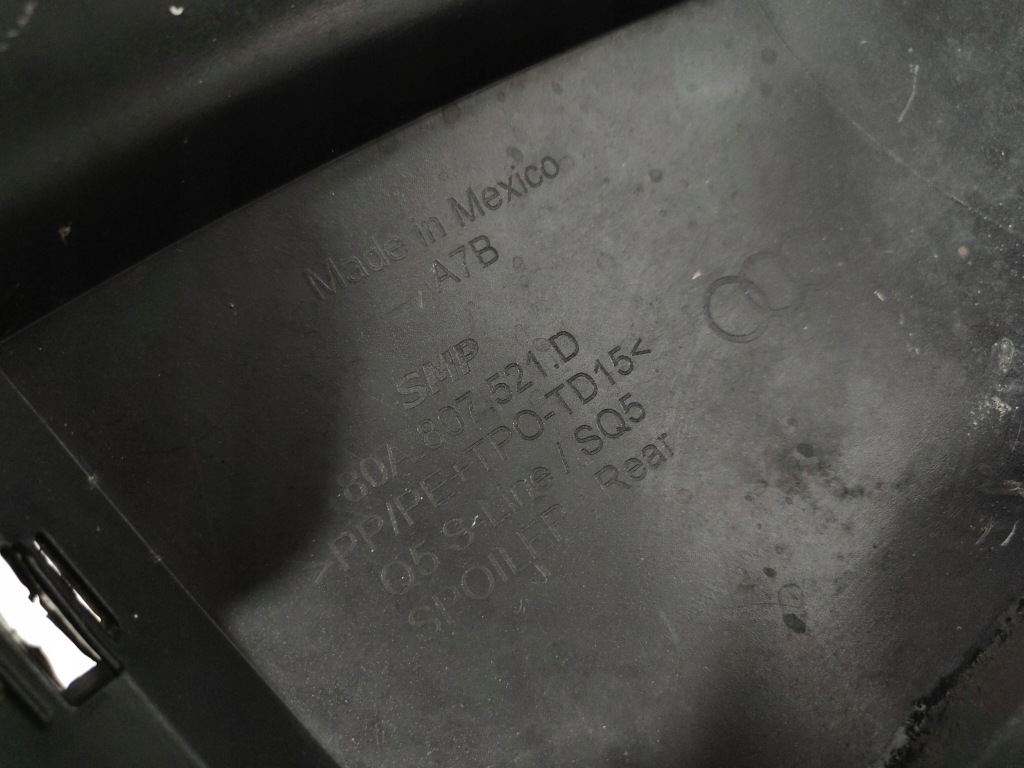 Made in Mexico
A7B
SMP
80A.807.521.D
>PP/PE+TPO-TD15<
Q5 S-Line / SQ5
SPOILER Rear